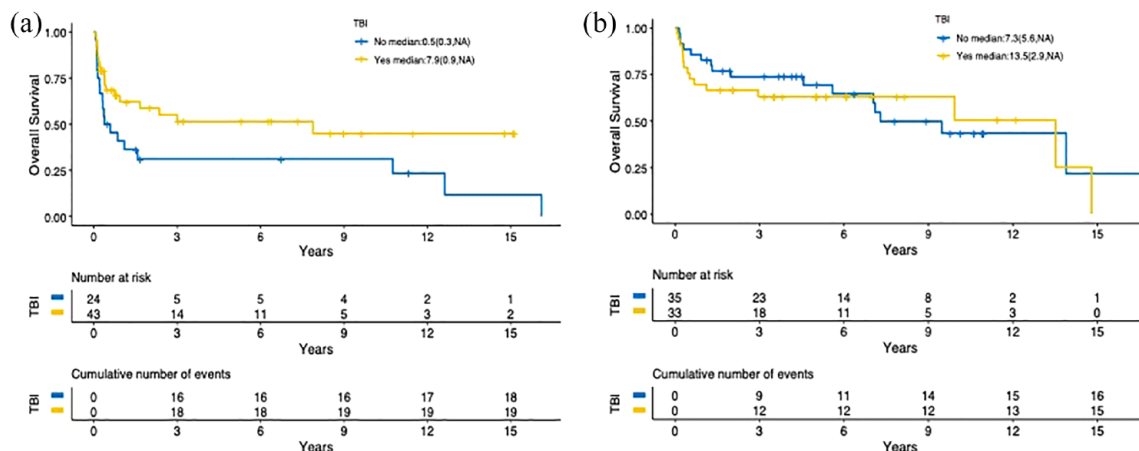 (a)
TBI
No median:0.5(0.3,NA)
Yes median:7.9(0.9,NA)
Overall Survival
1.00
0.75
0.50
0.25
0.00
0 3 6 9 12 15
Years
Number at risk
TBI
24 5 5 4 2 1
43 14 11 5 3 2
0 3 6 9 12 15
Years
Cumulative number of events
TBI
0 16 16 16 17 18
0 18 18 19 19 19
0 3 6 9 12 15
Years
(b)
TBI
No median:7.3(5.6,NA)
Yes median:13.5(2.9,NA)
Overall Survival
1.00
0.75
0.50
0.25
0.00
0 3 6 9 12 15
Years
Number at risk
TBI
35 23 14 8 2 1
33 18 11 5 3 0
0 3 6 9 12 15
Years
Cumulative number of events
TBI
0 9 11 14 15 16
0 12 12 12 13 15
0 3 6 9 12 15
Years